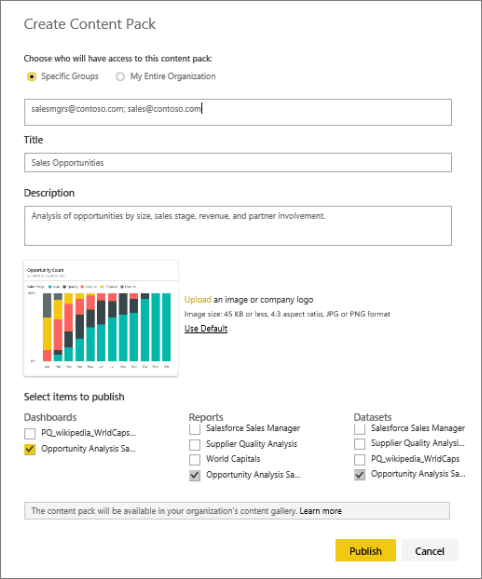 Create Content Pack
Choose who will have access to this content pack:
Specific Groups My Entire Organization
salesmgrs@contoso.com; sales@contoso.com
Title
Sales Opportunities
Description
Analysis of opportunities by size, sales stage, revenue, and partner involvement.
Opportunity Count
Upload an image or company logo
Image size: 45 KB or less, 4:3 aspect ratio, JPG or PNG format
Use Default
Select items to publish
Dashboards Reports Datasets
Salesforce Sales Manager Salesforce Sales Manager
PQ_wikipedia_WrldCaps... Supplier Quality Analysis Supplier Quality Analysi...
World Capitals PQ_wikipedia_WrldCaps
Opportunity Analysis Sa... Opportunity Analysis Sa... Opportunity Analysis Sa...
The content pack will be available in your organization's content gallery. Learn more
Publish Cancel